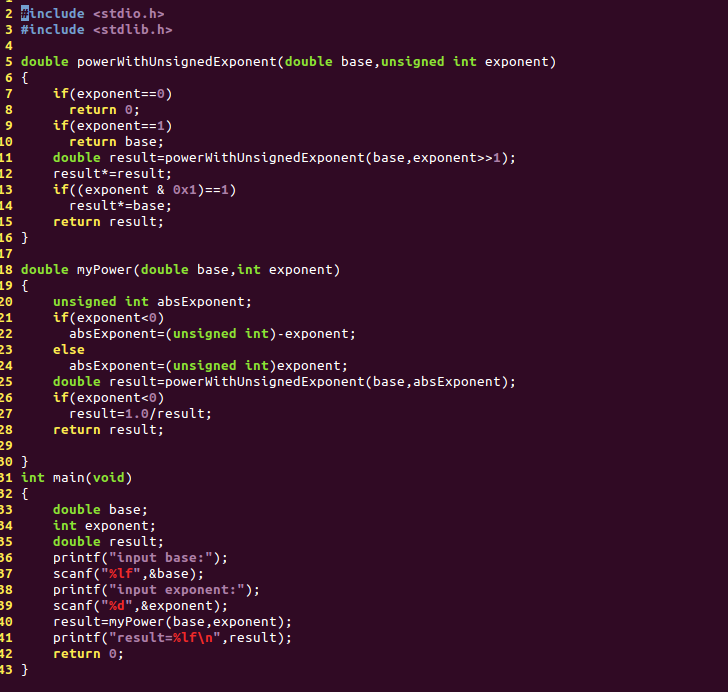 2 #include <stdio.h>
3 #include <stdlib.h>
4
5 double powerWithUnsignedExponent(double base,unsigned int exponent)
6 {
7     if(exponent==0)
8       return 0;
9     if(exponent==1)
10       return base;
11     double result=powerWithUnsignedExponent(base,exponent>>1);
12     result*=result;
13     if((exponent & 0x1)==1)
14       result*=base;
15     return result;
16 }
17
18 double myPower(double base,int exponent)
19 {
20     unsigned int absExponent;
21     if(exponent<0)
22       absExponent=(unsigned int)-exponent;
23     else
24       absExponent=(unsigned int)exponent;
25     double result=powerWithUnsignedExponent(base,absExponent);
26     if(exponent<0)
27       result=1.0/result;
28     return result;
29
30 }
31 int main(void)
32 {
33     double base;
34     int exponent;
35     double result;
36     printf("input base:");
37     scanf("%lf",&base);
38     printf("input exponent:");
39     scanf("%d",&exponent);
40     result=myPower(base,exponent);
41     printf("result=%lf\n",result);
42     return 0;
43 }